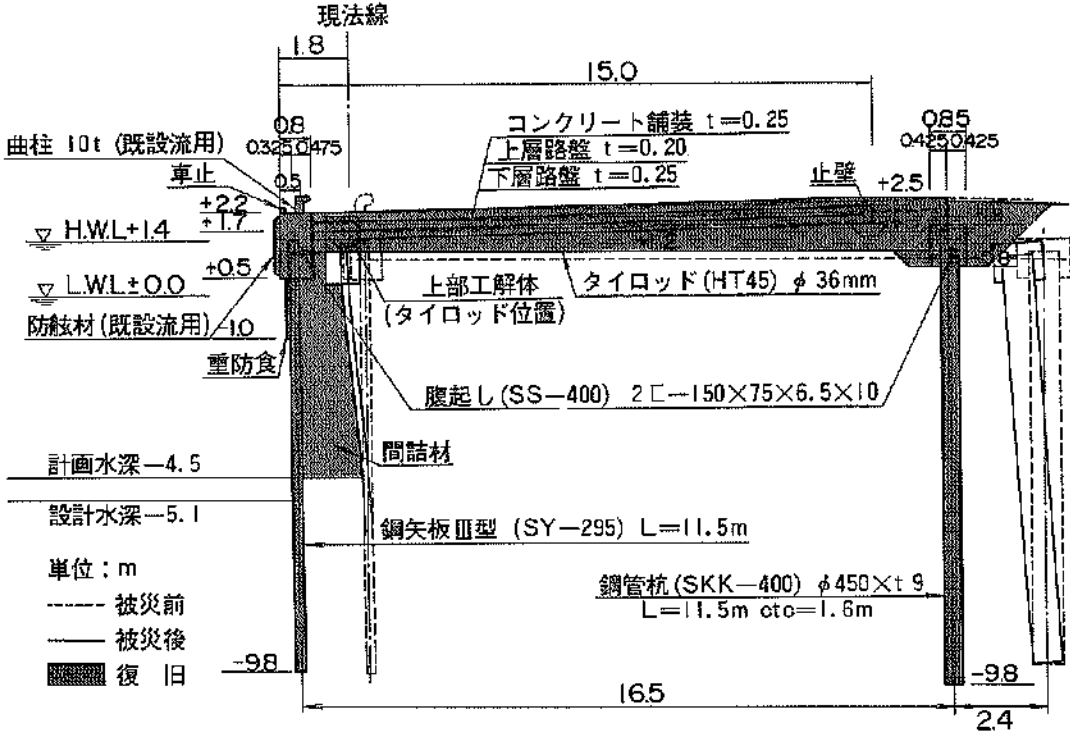 現法線
1.8
15.0
0.8
0.325 0.475
0.5
曲柱 10t (既設流用)
車止
+2.2
+1.7
コンクリート舗装 t=0.25
上層路盤 t=0.20
下層路盤 t=0.25
0.85
0.425 0.425
止壁
+2.5
H.W.L+1.4
+0.5
L.W.L±0.0
上部工解体
(タイロッド位置)
タイロッド(HT45) φ36mm
防舷材(既設流用)
-1.0
重防食
腹起し(SS-400) 2⊏-150×75×6.5×10
間詰材
計画水深-4.5
設計水深-5.1
鋼矢板Ⅲ型 (SY-295) L=11.5m
単位:m
被災前
被災後
復 旧
鋼管杭(SKK-400) φ450×t9
L=11.5m ctc=1.6m
-9.8
-9.8
16.5
2.4